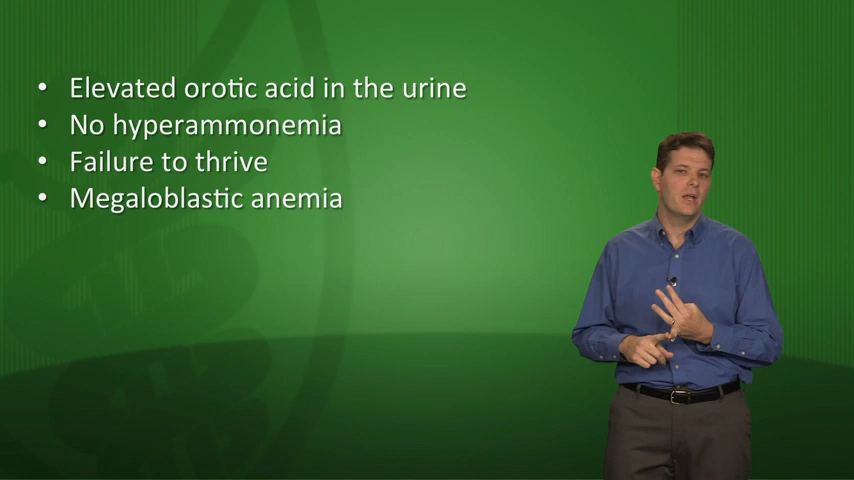 • Elevated orotic acid in the urine
• No hyperammonemia
• Failure to thrive
• Megaloblastic anemia